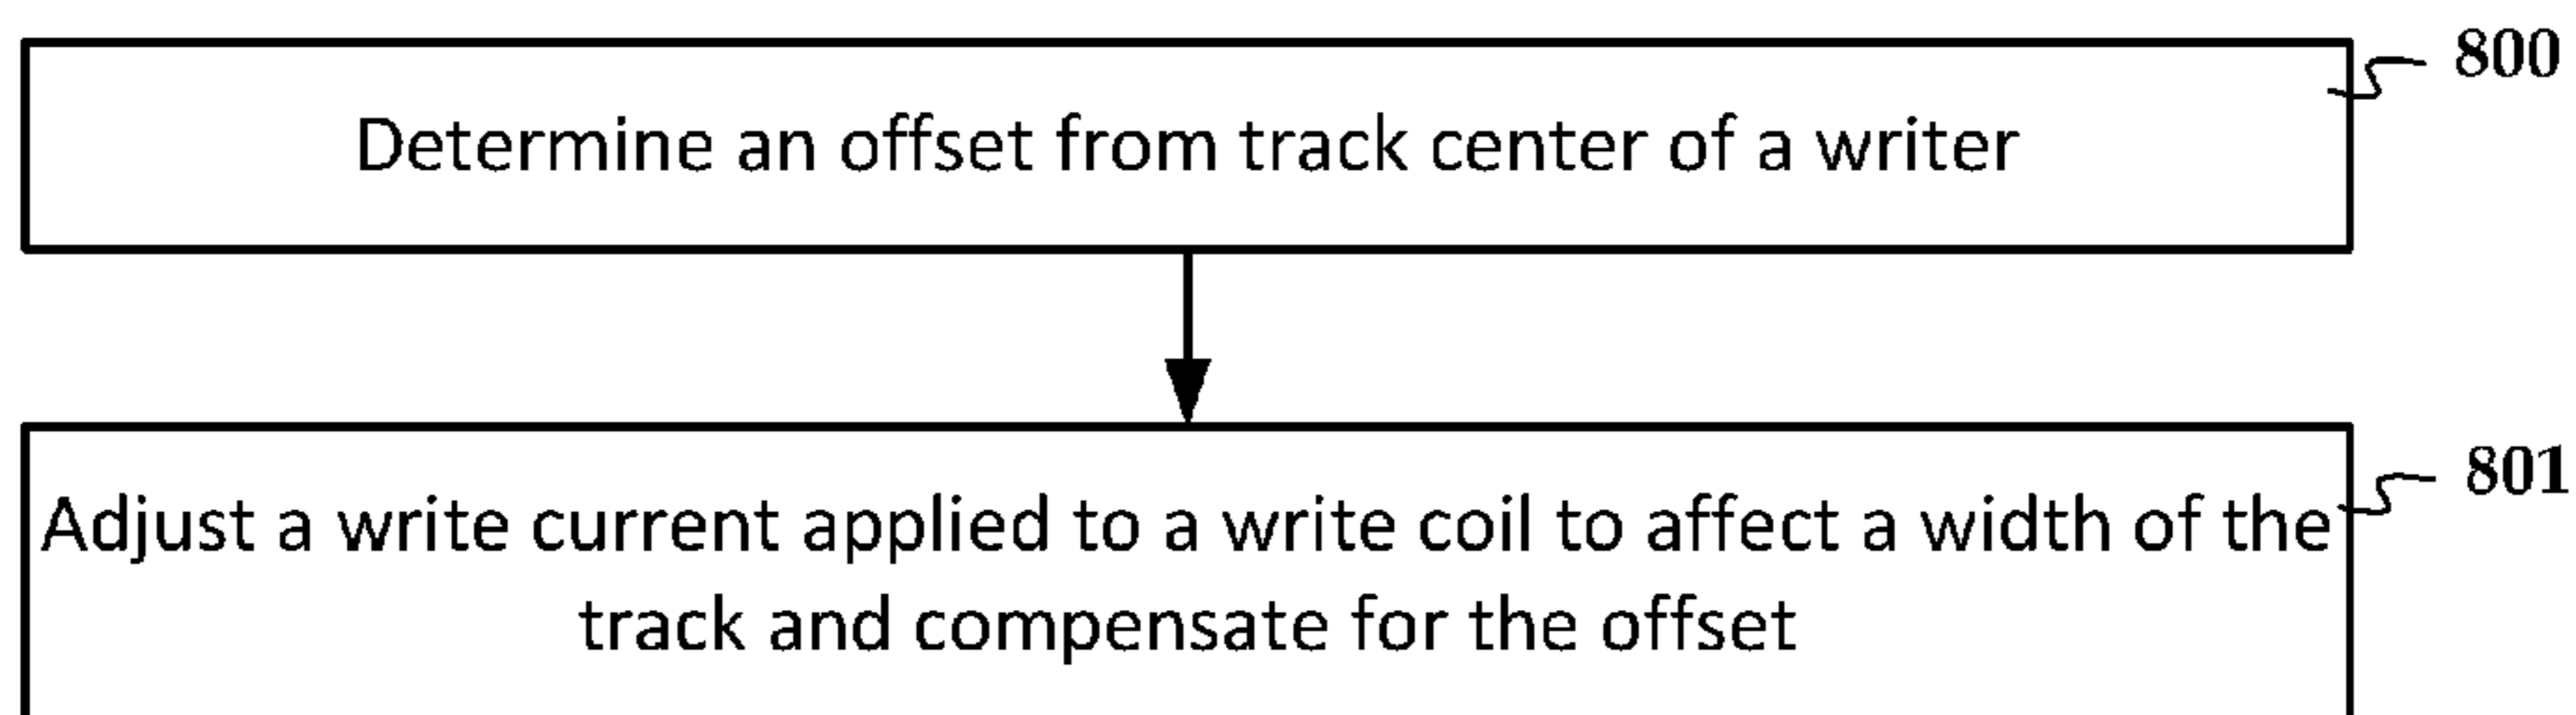 800
Determine an offset from track center of a writer
801
Adjust a write current applied to a write coil to affect a width of the
track and compensate for the offset